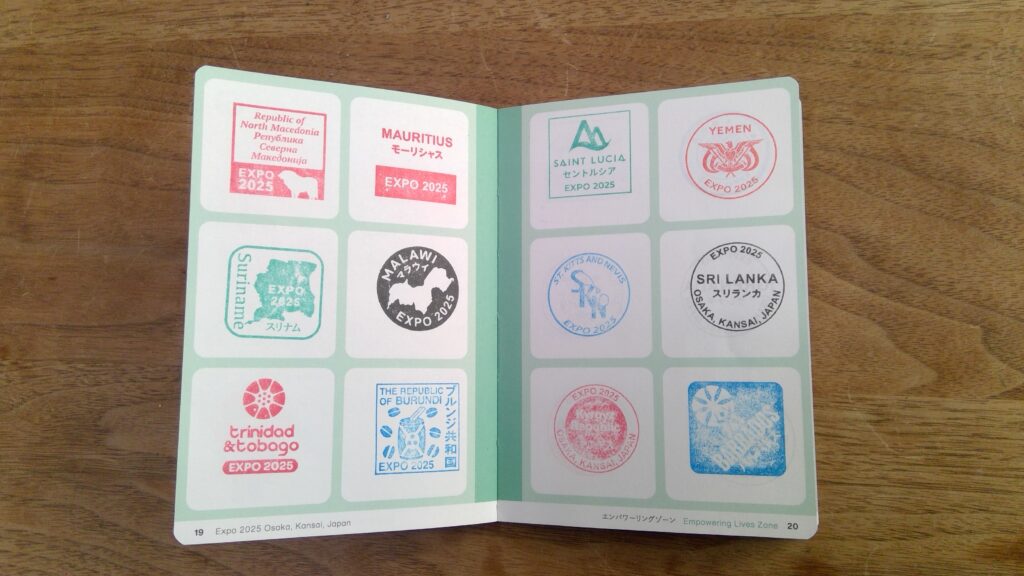 Republic of
North Macedonia
Република
Северна
Македонија
EXPO
2025
MAURITIUS
モーリシャス
EXPO 2025
Suriname
EXPO
2025
スリナム
MALAWI
マラウイ
EXPO 2025
trinidad
&tobago
EXPO 2025
THE REPUBLIC
OF BURUNDI
ブルンジ共和国
EXPO 2025
19 Expo 2025 Osaka, Kansai, Japan
SAINT LUCIA
セントルシア
EXPO 2025
YEMEN
EXPO 2025
ST. KITTS AND NEVIS
EXPO 2025
EXPO 2025
SRI LANKA
スリランカ
OSAKA, KANSAI, JAPAN
EXPO 2025
Kyrgyz
Republic
OSAKA, KANSAI, JAPAN
エンパワーリングゾーン Empowering Lives Zone 20